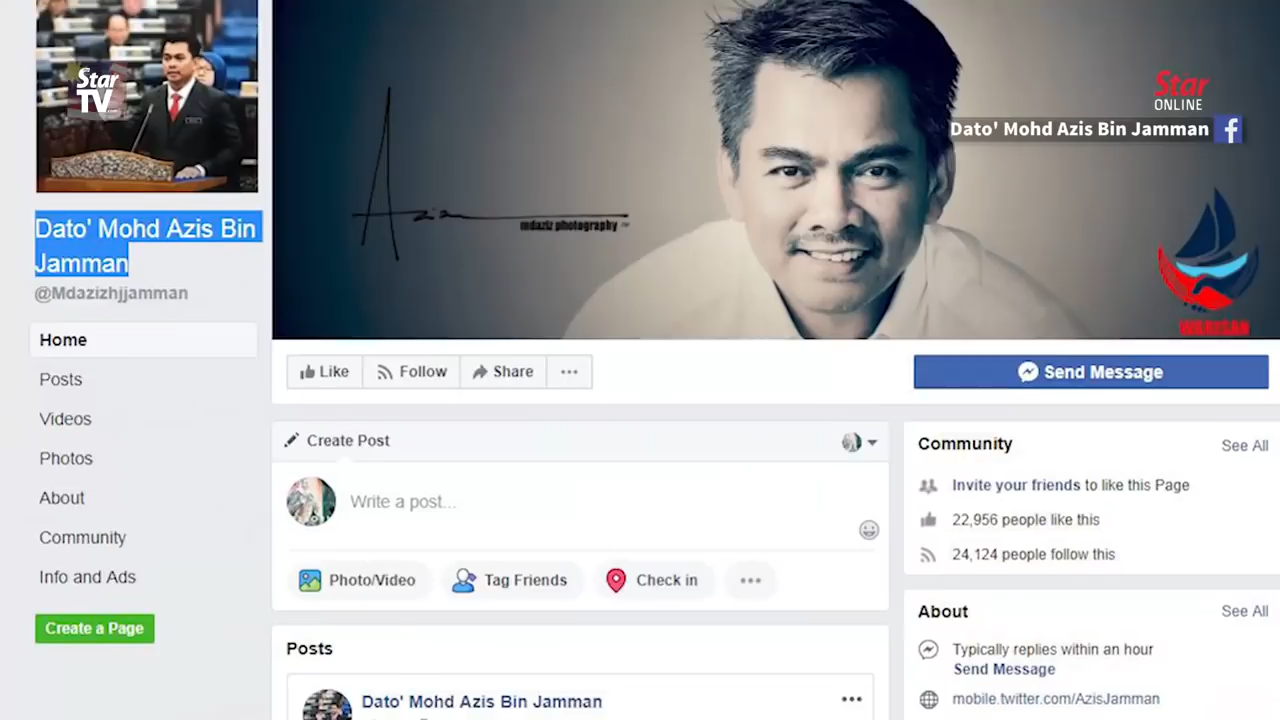 Star
TV
Dato' Mohd Azis Bin
Jamman
@Mdazizhjjamman
Home
Posts
Videos
Photos
About
Community
Info and Ads
Create a Page
Azis
mdaziz photography
Star
ONLINE
Dato' Mohd Azis Bin Jamman
WARISAN
Like
Follow
Share
Send Message
Create Post
Write a post...
Photo/Video
Tag Friends
Check in
Posts
Dato' Mohd Azis Bin Jamman
Community
See All
Invite your friends to like this Page
22,956 people like this
24,124 people follow this
About
See All
Typically replies within an hour
Send Message
mobile.twitter.com/AzisJamman